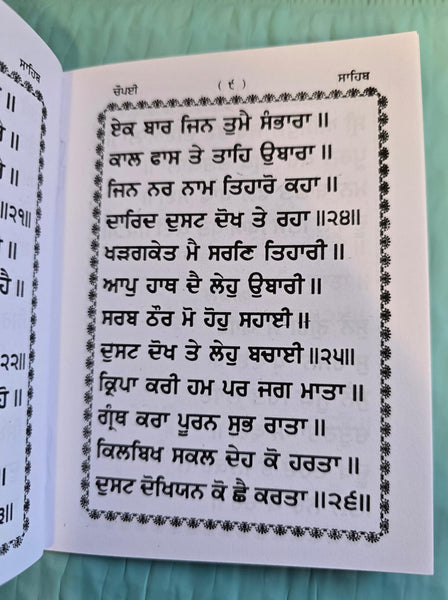 ਸਾਹਿਬ
ਚੌਪਈ (੯) ਸਾਹਿਬ
ਏਕ ਬਾਰ ਜਿਨ ਤੁਮੈ ਸੰਭਾਰਾ ॥
ਕਾਲ ਫਾਸ ਤੇ ਤਾਹਿ ਉਬਾਰਾ ॥
ਜਿਨ ਨਰ ਨਾਮ ਤਿਹਾਰੋ ਕਹਾ ॥
ਦਾਰਿਦ ਦੁਸਟ ਦੋਖ ਤੇ ਰਹਾ ॥੨੪॥
ਖੜਗਕੇਤ ਮੈ ਸਰਣਿ ਤਿਹਾਰੀ ॥
ਆਪੁ ਹਾਥ ਦੈ ਲੇਹੁ ਉਬਾਰੀ ॥
ਸਰਬ ਠੌਰ ਮੋ ਹੋਹੁ ਸਹਾਈ ॥
ਦੁਸਟ ਦੋਖ ਤੇ ਲੇਹੁ ਬਚਾਈ ॥੨੫॥
ਕ੍ਰਿਪਾ ਕਰੀ ਹਮ ਪਰ ਜਗ ਮਾਤਾ ॥
ਗ੍ਰੰਥ ਕਰਾ ਪੂਰਨ ਸੁਭ ਰਾਤਾ ॥
ਕਿਲਬਿਖ ਸਕਲ ਦੇਹ ਕੋ ਹਰਤਾ ॥
ਦੁਸਟ ਦੋਖਿਯਨ ਕੋ ਛੈ ਕਰਤਾ ॥੨੬॥